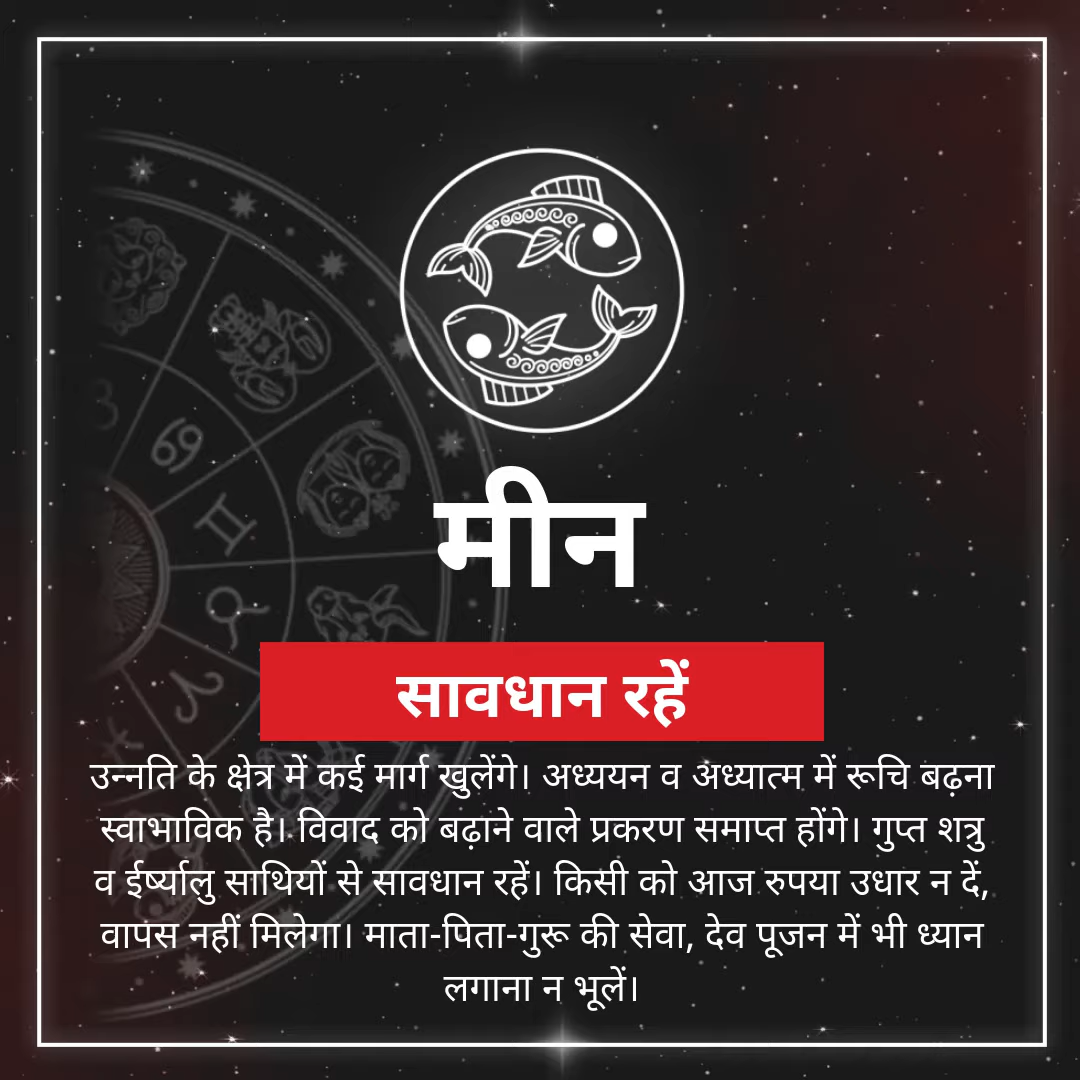 मीन
सावधान रहें
उन्नति के क्षेत्र में कई मार्ग खुलेंगे। अध्ययन व अध्यात्म में रूचि बढ़ना
स्वाभाविक है। विवाद को बढ़ाने वाले प्रकरण समाप्त होंगे। गुप्त शत्रु
व ईर्ष्यालु साथियों से सावधान रहें। किसी को आज रुपया उधार न दें,
वापस नहीं मिलेगा। माता-पिता-गुरू की सेवा, देव पूजन में भी ध्यान
लगाना न भूलें।